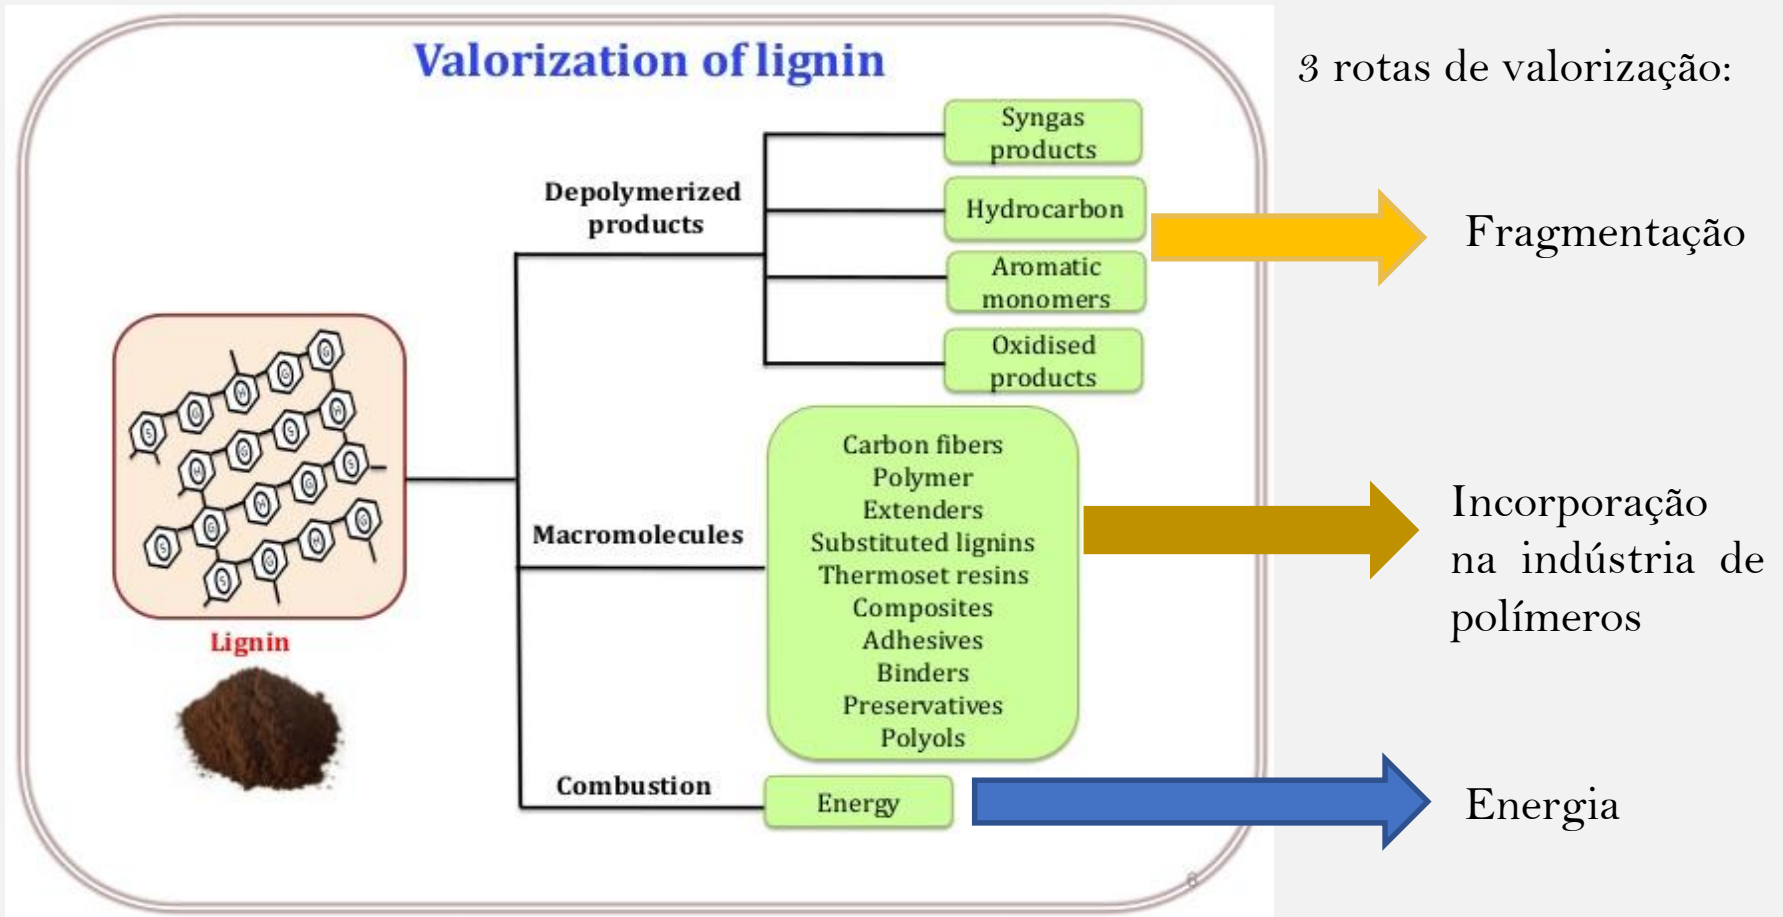 Valorization of lignin
3 rotas de valorização:
Syngas
products
Depolymerized
products
Hydrocarbon
Fragmentação
Aromatic
monomers
Oxidised
products
G
G
H
G
S
H
S
G
H
S
G
H
G
S
G
H
G
S
Lignin
Macromolecules
Carbon fibers
Polymer
Extenders
Substituted lignins
Thermoset resins
Composites
Adhesives
Binders
Preservatives
Polyols
Incorporação
na indústria de
polímeros
Combustion
Energy
Energia